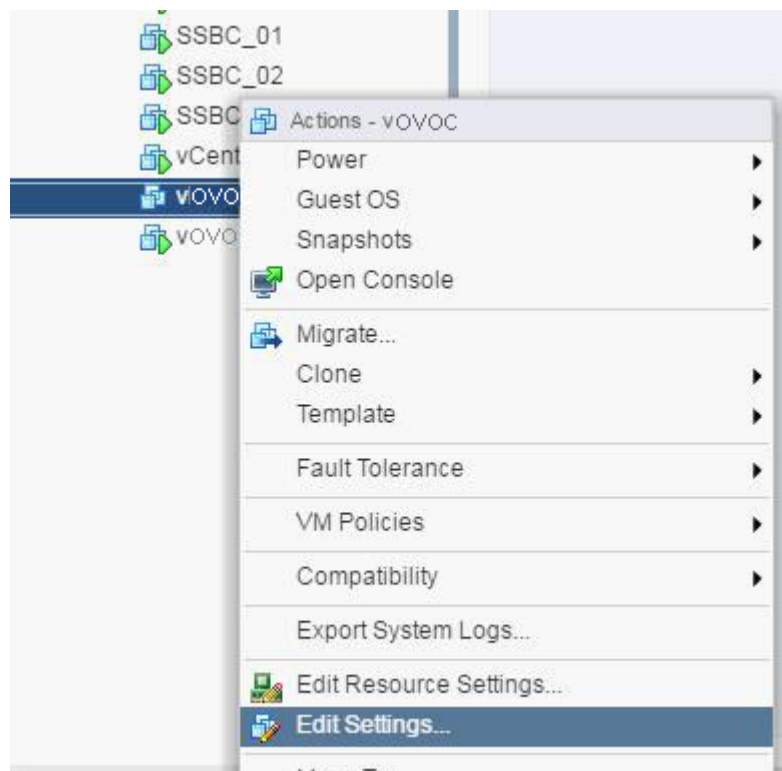 SSBC_01
SSBC_02
SSBC
vCent
vOVO
vOVO
Actions - vOVOC
Power
Guest OS
Snapshots
Open Console
Migrate...
Clone
Template
Fault Tolerance
VM Policies
Compatibility
Export System Logs...
Edit Resource Settings...
Edit Settings...